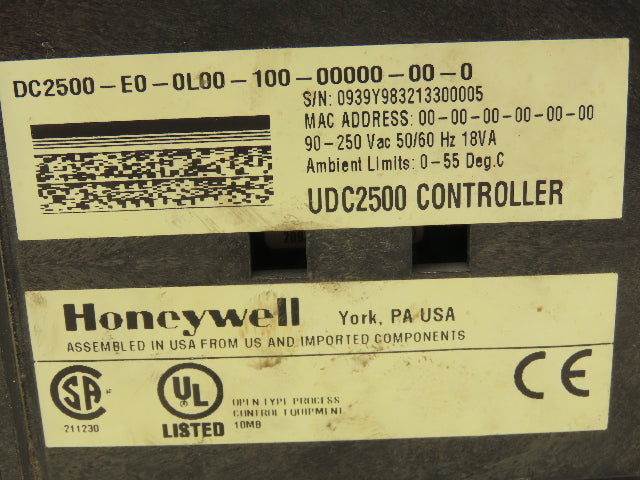 DC2500-E0-0L00-100-00000-00-0
S/N: 0939Y983213300005
MAC ADDRESS: 00-00-00-00-00-00
90-250 Vac 50/60 Hz 18VA
Ambient Limits: 0-55 Deg.C
UDC2500 CONTROLLER
Honeywell York, PA USA
ASSEMBLED IN USA FROM US AND IMPORTED COMPONENTS
SA
211230
UL
LISTED
OPEN TYPE PROCESS
CONTROL EQUIPMENT
10MB
CE